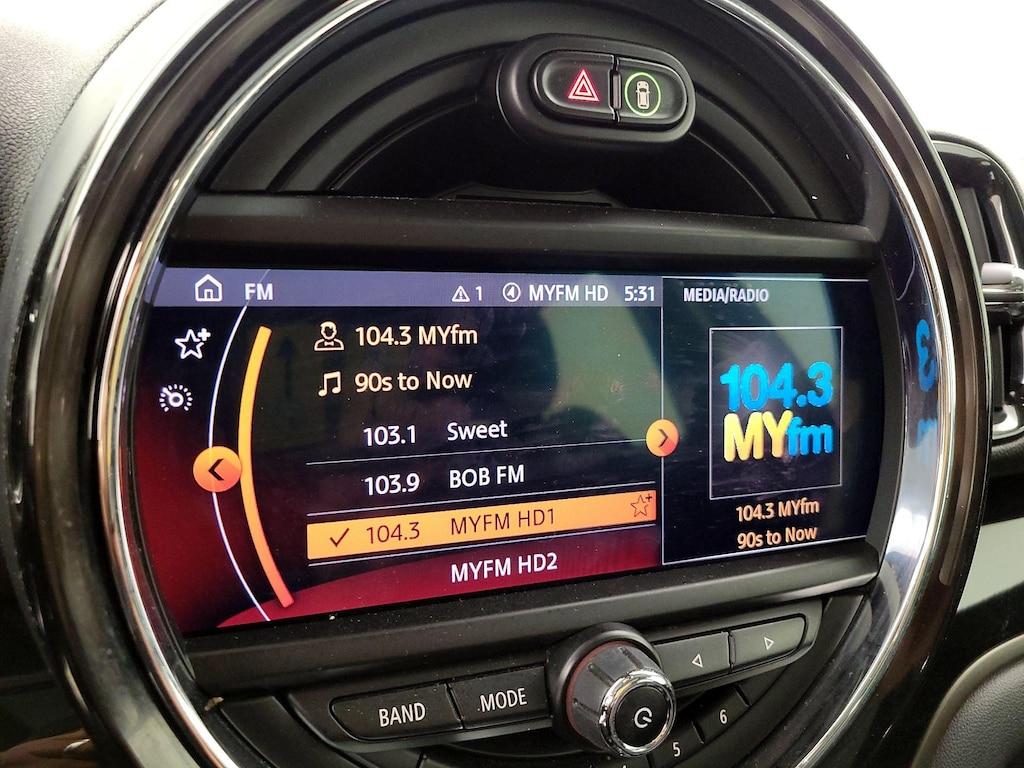 FM
1 MYFM HD 5:31
MEDIA/RADIO
104.3 MYfm
90s to Now
103.1 Sweet
103.9 BOB FM
104.3 MYFM HD1
MYFM HD2
104.3
MYfm
104.3 MYfm
90s to Now
BAND
MODE
5
6